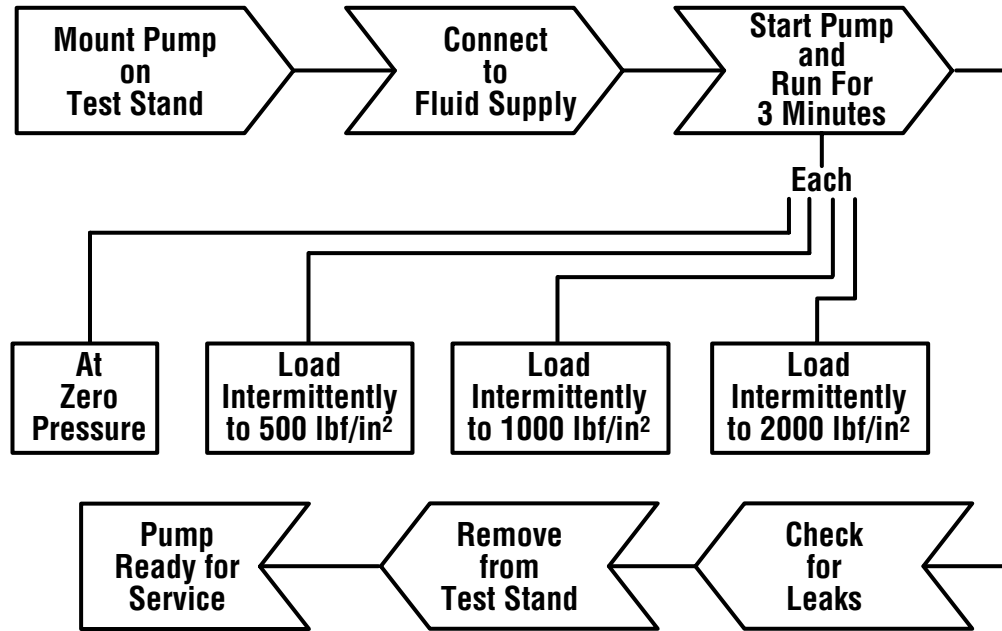 Mount Pump
on
Test Stand
Connect
to
Fluid Supply
Start Pump
and
Run For
3 Minutes
Each
At
Zero
Pressure
Load
Intermittently
to 500 lbf/in²
Load
Intermittently
to 1000 lbf/in²
Load
Intermittently
to 2000 lbf/in²
Check
for
Leaks
Remove
from
Test Stand
Pump
Ready for
Service